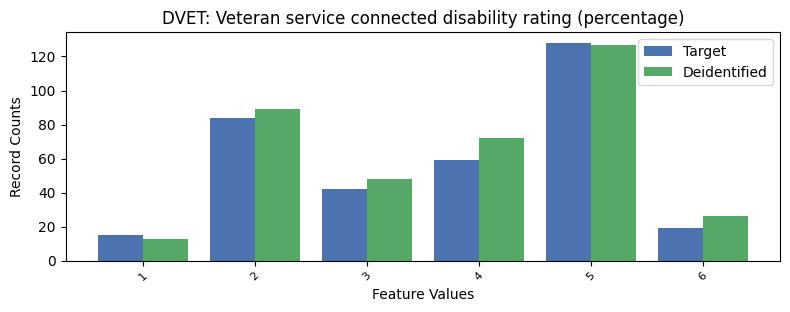 DVET: Veteran service connected disability rating (percentage)
Target
Deidentified
Record Counts
120
100
80
60
40
20
0
1 2 3 4 5 6
Feature Values